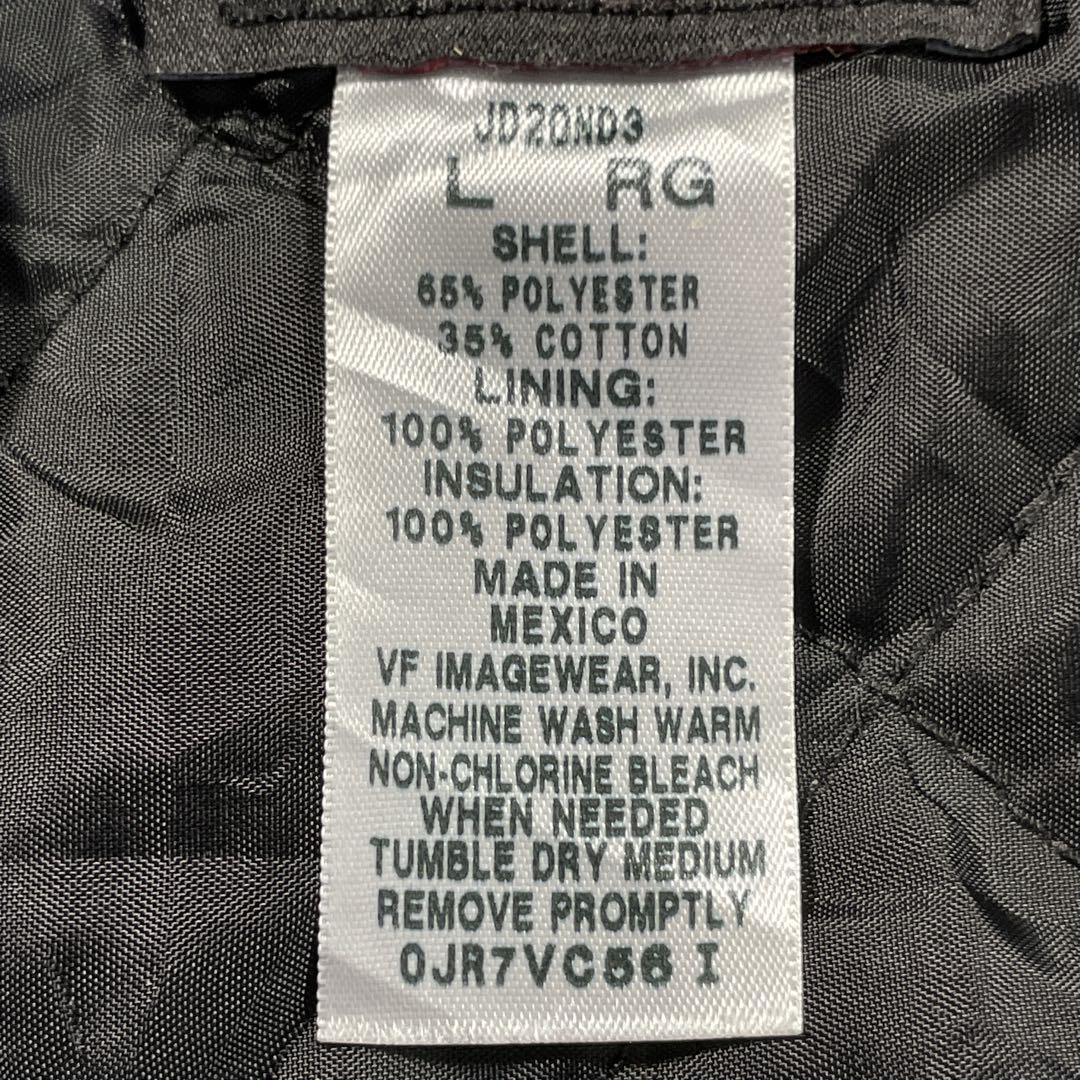 JD20ND3
L RG
SHELL:
65% POLYESTER
35% COTTON
LINING:
100% POLYESTER
INSULATION:
100% POLYESTER
MADE IN
MEXICO
VF IMAGEWEAR, INC.
MACHINE WASH WARM
NON-CHLORINE BLEACH
WHEN NEEDED
TUMBLE DRY MEDIUM
REMOVE PROMPTLY
0JR7VC56 I